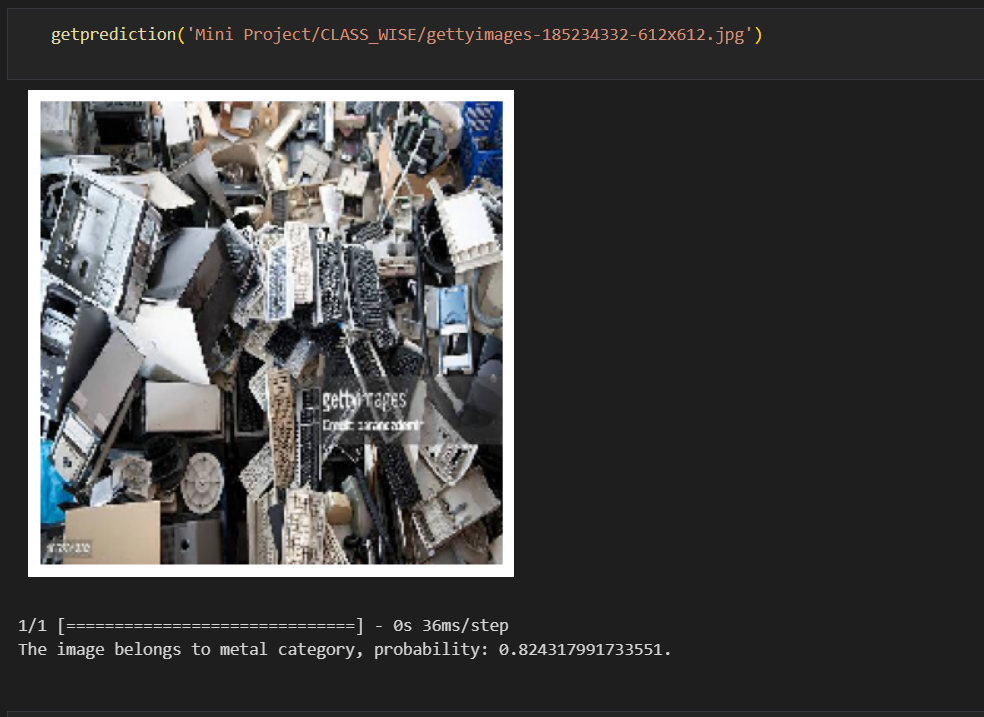 getprediction('Mini Project/CLASS_WISE/gettyimages-185234332-612x612.jpg')
gettyimages
Credit:
1/1 [==============================] - 0s 36ms/step
The image belongs to metal category, probability: 0.824317991733551.